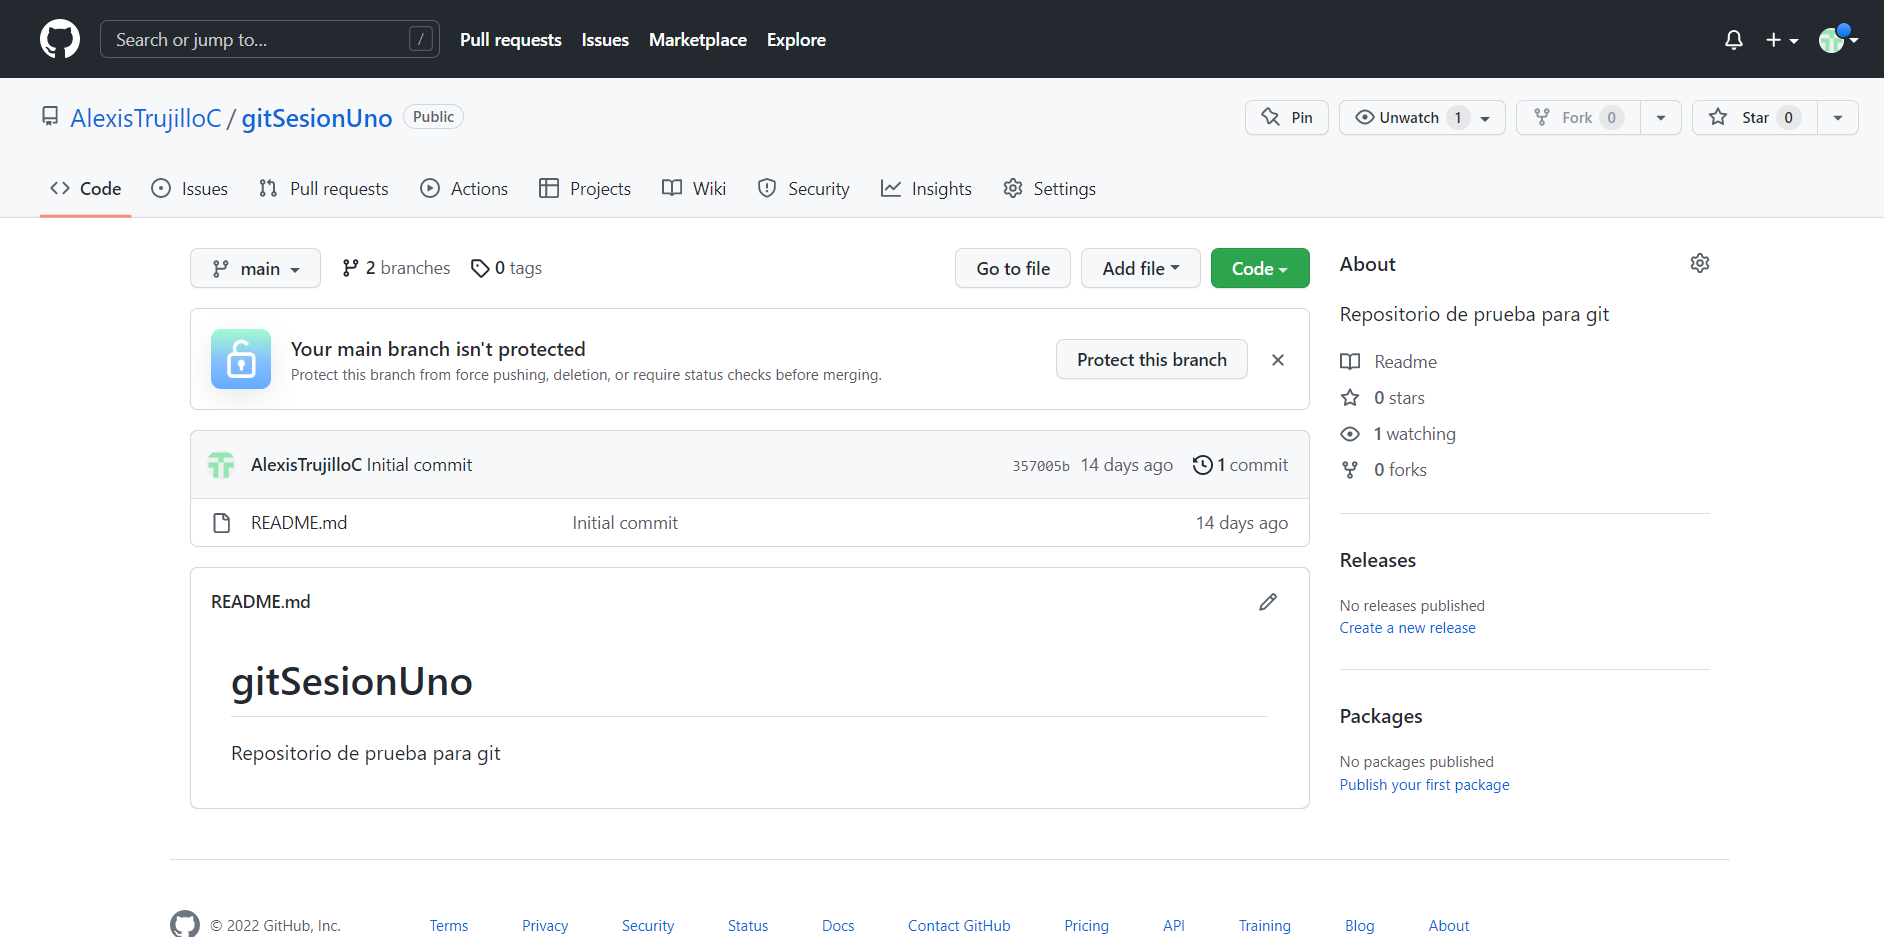 Search or jump to... / Pull requests Issues Marketplace Explore
AlexisTrujilloC / gitSesionUno Public Pin Unwatch 1 Fork 0 Star 0
Code Issues Pull requests Actions Projects Wiki Security Insights Settings
main 2 branches 0 tags Go to file Add file Code
Your main branch isn't protected
Protect this branch from force pushing, deletion, or require status checks before merging.
Protect this branch
AlexisTrujilloC Initial commit 357005b 14 days ago 1 commit
README.md Initial commit 14 days ago
README.md
gitSesionUno
Repositorio de prueba para git
About
Repositorio de prueba para git
Readme
0 stars
1 watching
0 forks
Releases
No releases published
Create a new release
Packages
No packages published
Publish your first package
© 2022 GitHub, Inc. Terms Privacy Security Status Docs Contact GitHub Pricing API Training Blog About